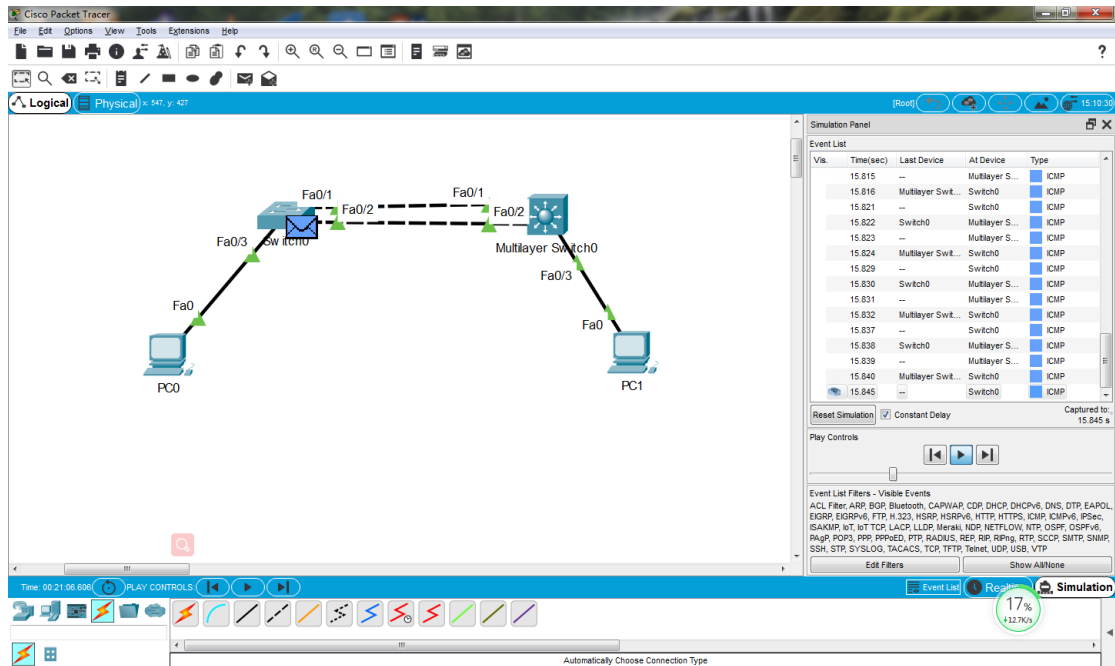 Cisco Packet Tracer
File Edit Options View Tools Extensions Help
?
Logical Physical x: 547, y: 427 [Root] 15:10:30
Fa0/1 Fa0/1
Fa0/2 Fa0/2
Switch0
Fa0/3 Multilayer Switch0
Fa0/3
Fa0
Fa0
PC0 PC1
Simulation Panel
Event List
Vis. Time(sec) Last Device At Device Type
15.815 -- Multilayer S... ICMP
15.816 Multilayer Swit... Switch0 ICMP
15.821 -- Switch0 ICMP
15.822 Switch0 Multilayer S... ICMP
15.823 -- Multilayer S... ICMP
15.824 Multilayer Swit... Switch0 ICMP
15.829 -- Switch0 ICMP
15.830 Switch0 Multilayer S... ICMP
15.831 -- Multilayer S... ICMP
15.832 Multilayer Swit... Switch0 ICMP
15.837 -- Switch0 ICMP
15.838 Switch0 Multilayer S... ICMP
15.839 -- Multilayer S... ICMP
15.840 Multilayer Swit... Switch0 ICMP
15.845 -- Switch0 ICMP
Reset Simulation Constant Delay Captured to:
15.845 s
Play Controls
Event List Filters - Visible Events
ACL Filter, ARP, BGP, Bluetooth, CAPWAP, CDP, DHCP, DHCPv6, DNS, DTP, EAPOL,
EIGRP, EIGRPv6, FTP, H.323, HSRP, HSRPv6, HTTP, HTTPS, ICMP, ICMPv6, IPSec,
ISAKMP, IoT, IoT TCP, LACP, LLDP, Meraki, NDP, NETFLOW, NTP, OSPF, OSPFv6,
PAgP, POP3, PPP, PPPoED, PTP, RADIUS, REP, RIP, RIPng, RTP, SCCP, SMTP, SNMP,
SSH, STP, SYSLOG, TACACS, TCP, TFTP, Telnet, UDP, USB, VTP
Edit Filters Show All/None
Time: 00:21:06.606 PLAY CONTROLS: Event List Realtime Simulation
17%
↓12.7K/s
Automatically Choose Connection Type